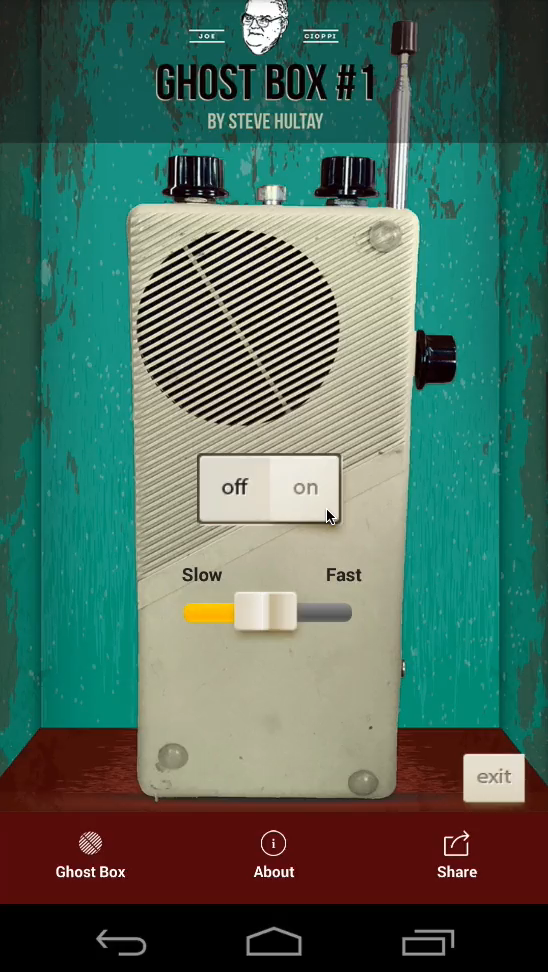 JOE CIOPPI
GHOST BOX #1
BY STEVE HULTAY
off on
Slow Fast
exit
Ghost Box About Share